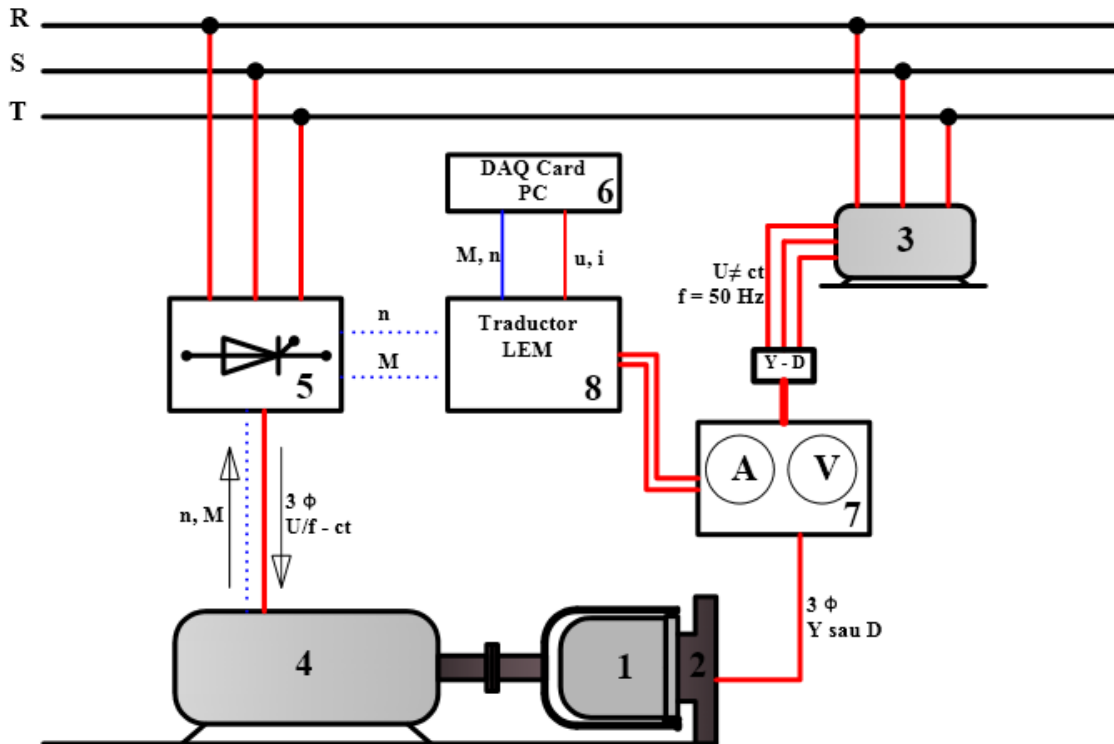 R
S
T
DAQ Card
PC
6
M, n
u, i
3
U≠ ct
f = 50 Hz
n
Traductor
LEM
M
8
5
Y - D
A
V
7
n, M
3 ϕ
U/f - ct
3 ϕ
Y sau D
4
1
2